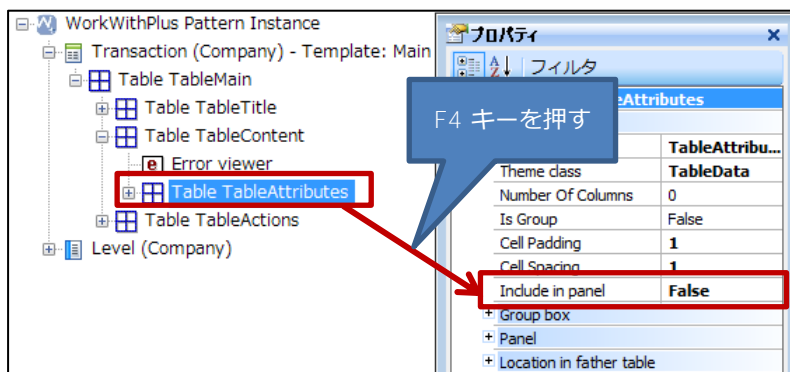 WorkWithPlus Pattern Instance
Transaction (Company) - Template: Main
Table TableMain
Table TableTitle
Table TableContent
Error viewer
Table TableAttributes
Table TableActions
Level (Company)
プロパティ
フィルタ
F4 キーを押す
Attributes
TableAttribu...
Theme class TableData
Number Of Columns 0
Is Group False
Cell Padding 1
Cell Spacing 1
Include in panel False
Group box
Panel
Location in father table